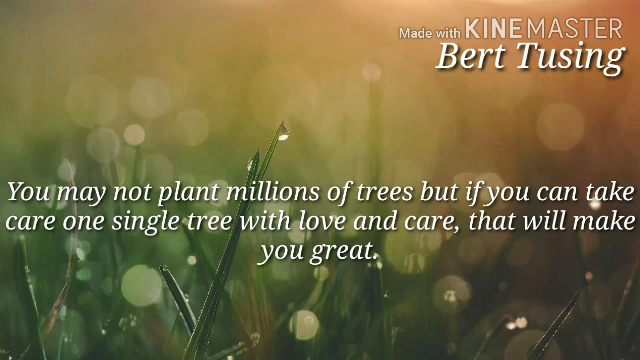 Made with KINEMASTER
Bert Tusing
You may not plant millions of trees but if you can take
care one single tree with love and care, that will make
you great.